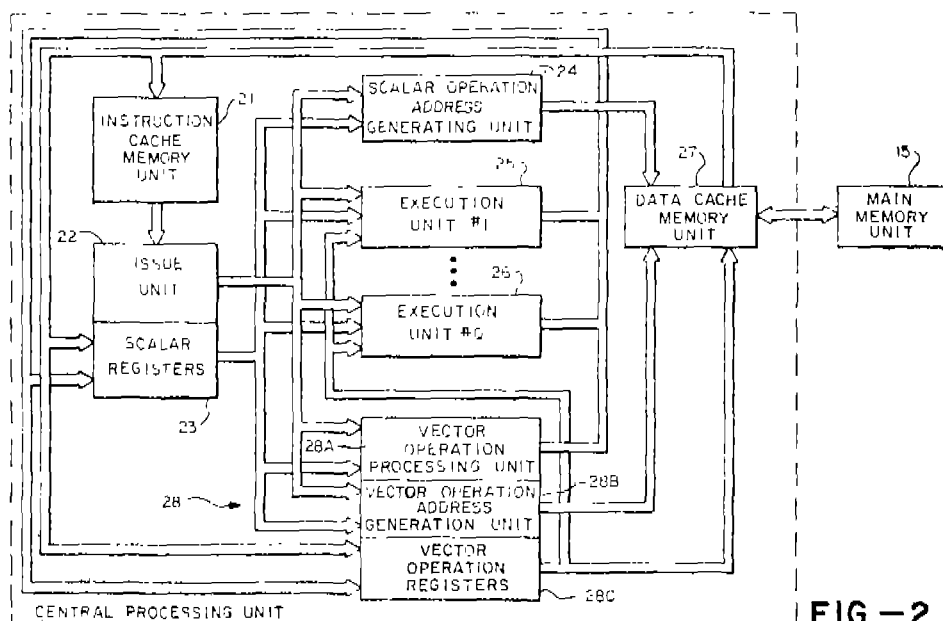 24
SCALAR OPERATION
ADDRESS
GENERATING UNIT
21
INSTRUCTION
CACHE
MEMORY
UNIT
25
EXECUTION
UNIT #1
27
DATA CACHE
MEMORY
UNIT
15
MAIN
MEMORY
UNIT
22
ISSUE
UNIT
26
EXECUTION
UNIT #Q
SCALAR
REGISTERS
23
28A
VECTOR
OPERATION
PROCESSING UNIT
28
VECTOR OPERATION
ADDRESS
GENERATION UNIT
28B
VECTOR
OPERATION
REGISTERS
28C
CENTRAL PROCESSING UNIT
FIG-2